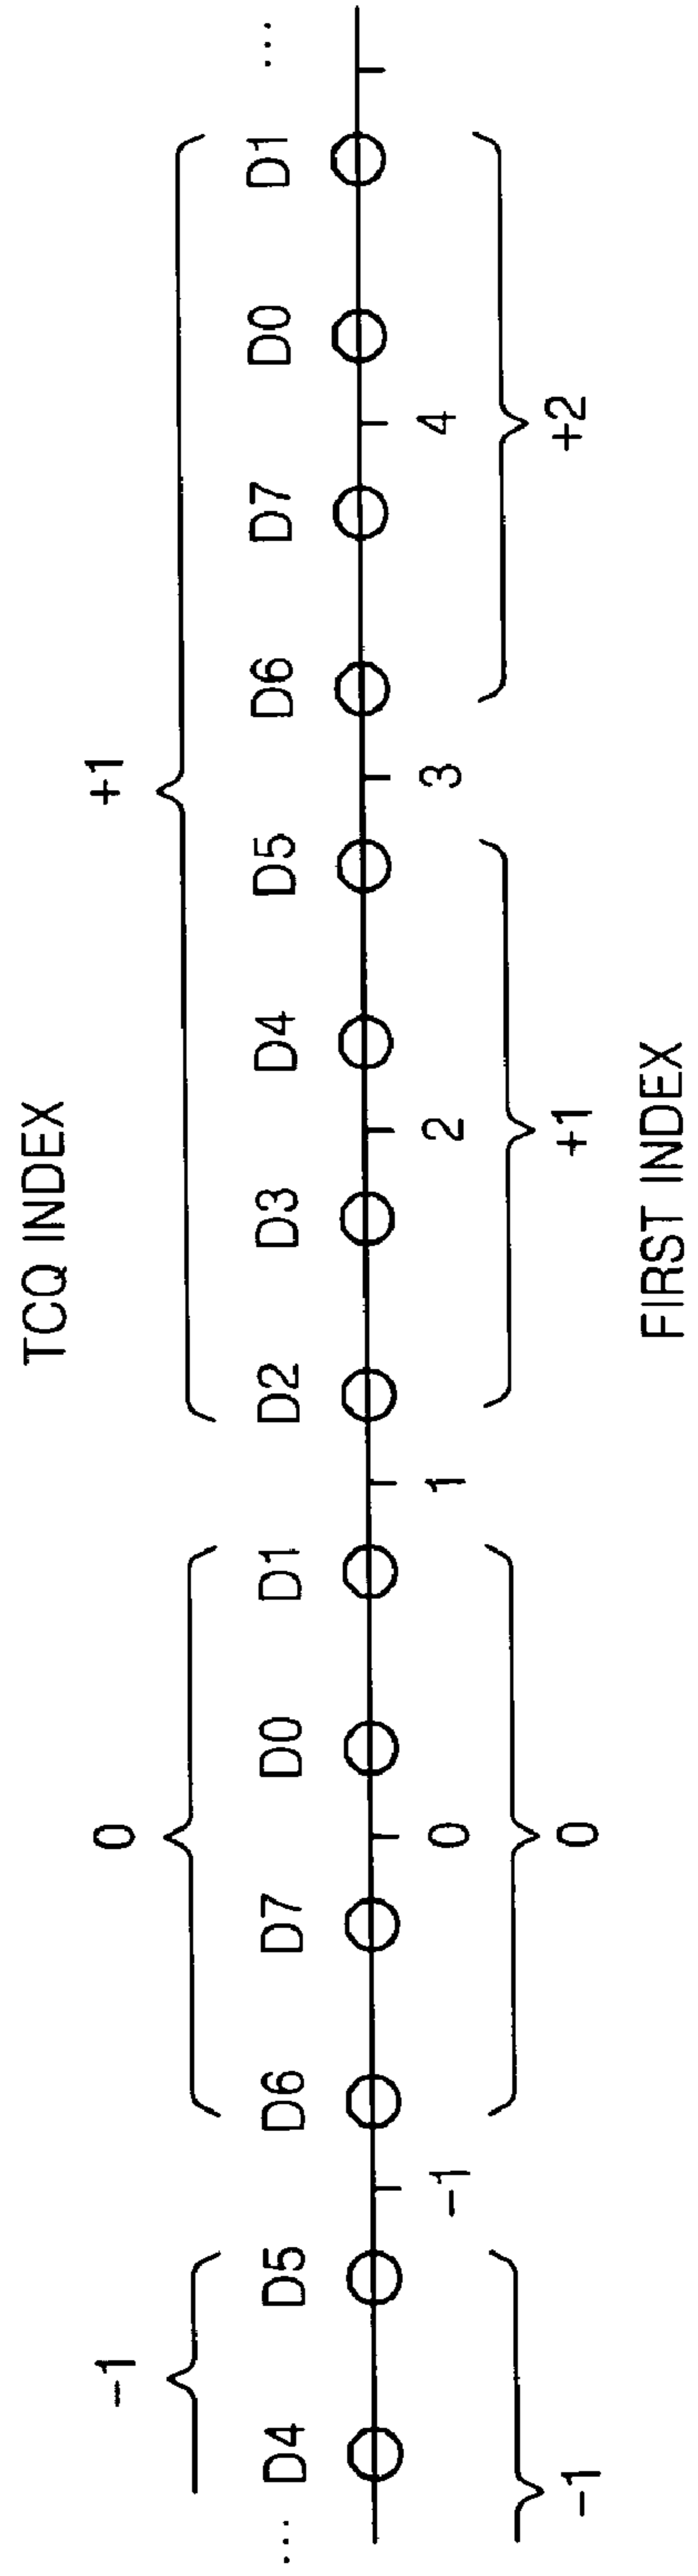 TCQ INDEX
-1 0 +1
... D4 D5 D6 D7 D0 D1 D2 D3 D4 D5 D6 D7 D0 D1 ...
-1 0 1 2 3 4
-1 0 +1 +2
FIRST INDEX